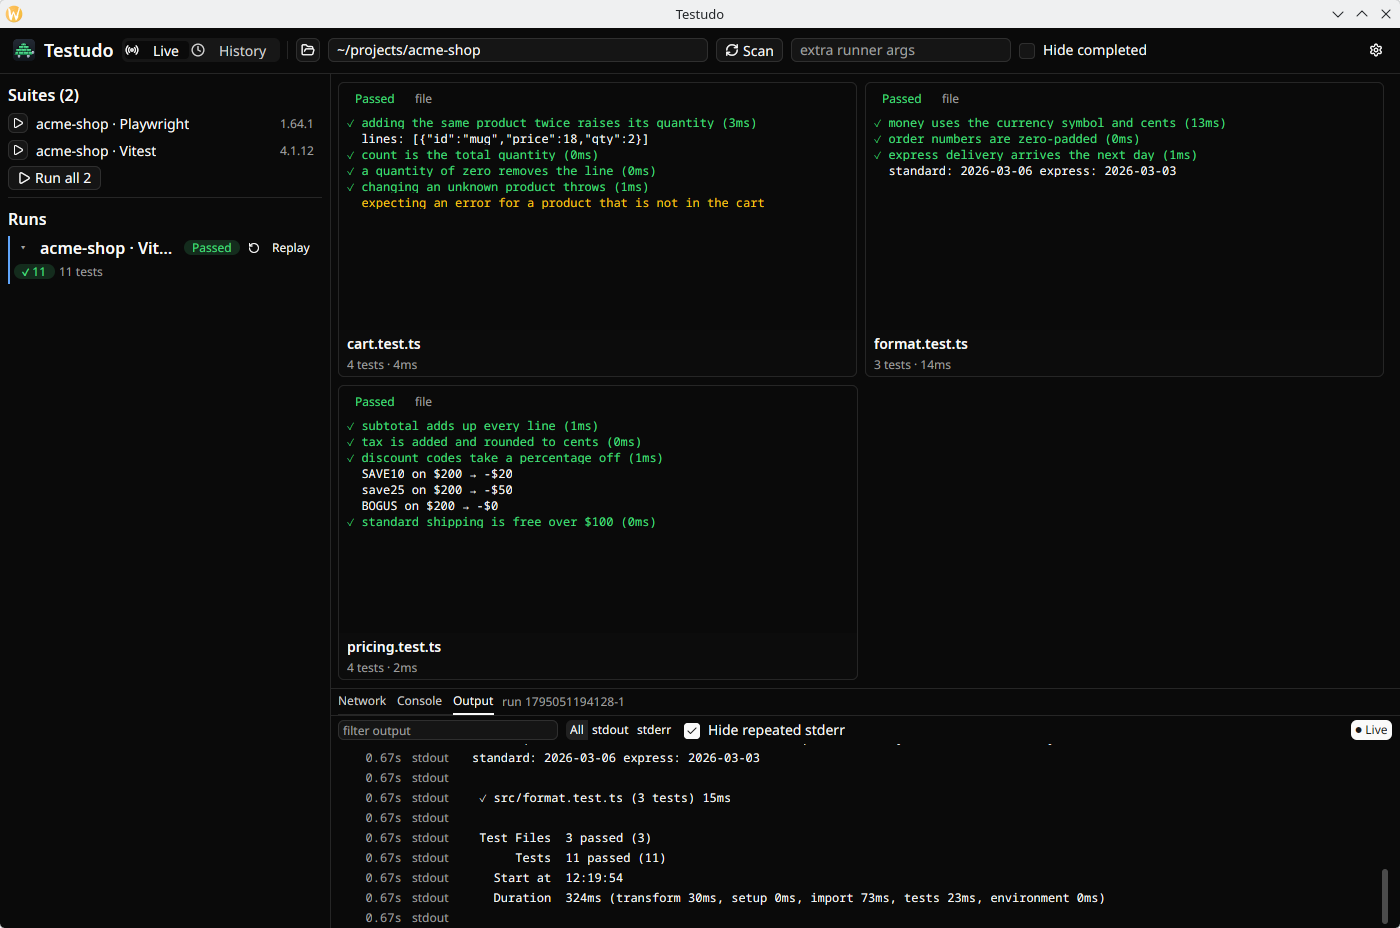 Testudo
Testudo Live History ~/projects/acme-shop Scan extra runner args Hide completed
Suites (2)
acme-shop · Playwright 1.64.1
acme-shop · Vitest 4.1.12
Run all 2
Runs
acme-shop · Vit... Passed Replay
✓ 11 11 tests
Passed file
✓ adding the same product twice raises its quantity (3ms)
lines: [{"id":"mug","price":18,"qty":2}]
✓ count is the total quantity (0ms)
✓ a quantity of zero removes the line (0ms)
✓ changing an unknown product throws (1ms)
expecting an error for a product that is not in the cart
cart.test.ts
4 tests · 4ms
Passed file
✓ money uses the currency symbol and cents (13ms)
✓ order numbers are zero-padded (0ms)
✓ express delivery arrives the next day (1ms)
standard: 2026-03-06 express: 2026-03-03
format.test.ts
3 tests · 14ms
Passed file
✓ subtotal adds up every line (1ms)
✓ tax is added and rounded to cents (0ms)
✓ discount codes take a percentage off (1ms)
SAVE10 on $200 → -$20
save25 on $200 → -$50
BOGUS on $200 → -$0
✓ standard shipping is free over $100 (0ms)
pricing.test.ts
4 tests · 2ms
Network Console Output run 1795051194128-1
filter output All stdout stderr Hide repeated stderr Live
0.67s stdout standard: 2026-03-06 express: 2026-03-03
0.67s stdout
0.67s stdout ✓ src/format.test.ts (3 tests) 15ms
0.67s stdout
0.67s stdout Test Files 3 passed (3)
0.67s stdout Tests 11 passed (11)
0.67s stdout Start at 12:19:54
0.67s stdout Duration 324ms (transform 30ms, setup 0ms, import 73ms, tests 23ms, environment 0ms)
0.67s stdout